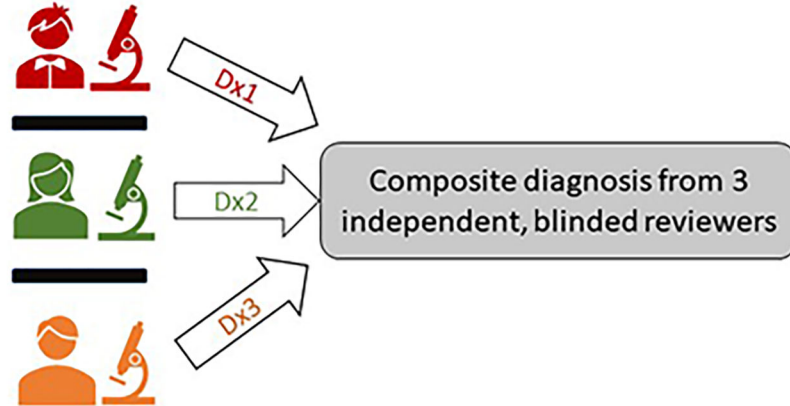 Dx1
Dx2
Dx3
Composite diagnosis from 3
independent, blinded reviewers